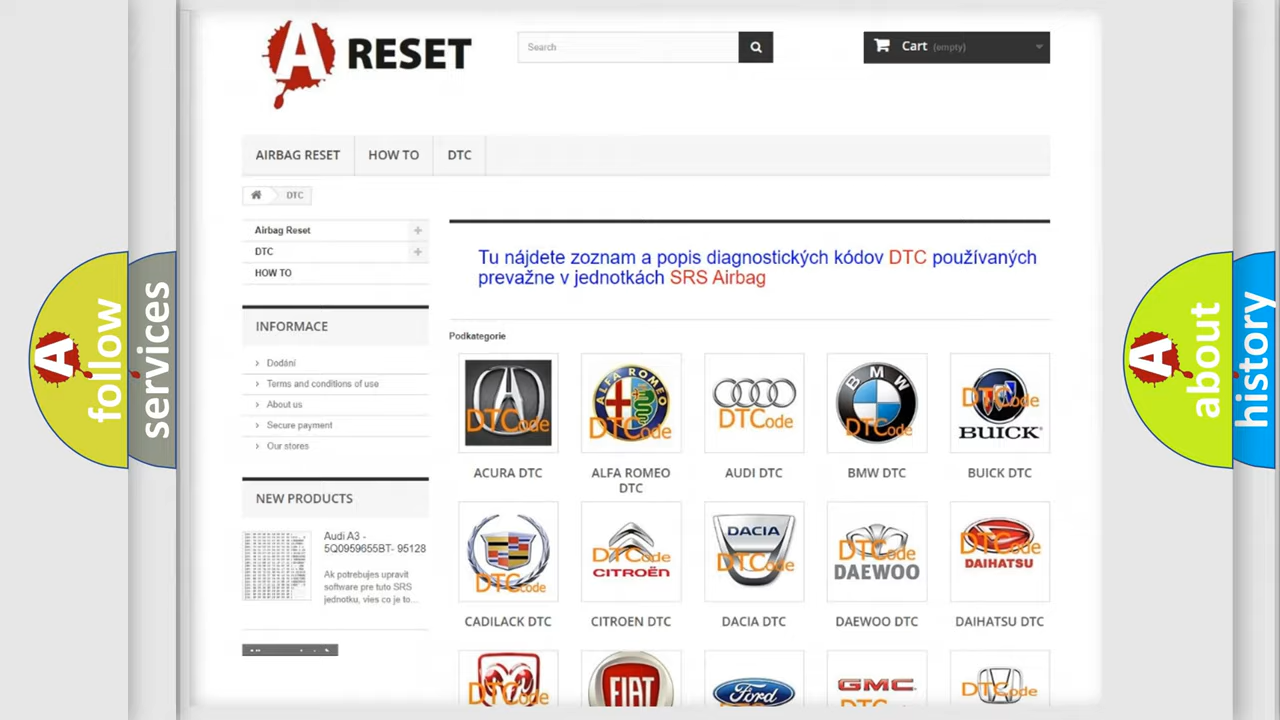 A RESET
Search
Cart (empty)
AIRBAG RESET
HOW TO
DTC
DTC
Airbag Reset
DTC
HOW TO
INFORMACE
Dodání
Terms and conditions of use
About us
Secure payment
Our stores
NEW PRODUCTS
Audi A3 -
5Q0959655BT- 95128
Ak potrebujes upravit
software pre tuto SRS
jednotku, vies co je to...
Tu nájdete zoznam a popis diagnostických kódov DTC používaných
prevažne v jednotkách SRS Airbag
Podkategorie
DTCode
ALFA ROMEO
DTCode
DTCode
BMW
DTCode
DTCode
BUICK
ACURA DTC
ALFA ROMEO
DTC
AUDI DTC
BMW DTC
BUICK DTC
DTCode
DTCode
CITROËN
DACIA
DTCode
DTCode
DAEWOO
DTCode
DAIHATSU
CADILACK DTC
CITROEN DTC
DACIA DTC
DAEWOO DTC
DAIHATSU DTC
DTCode
FIAT
Ford
GMC
DTCode
A follow
services
A about
history